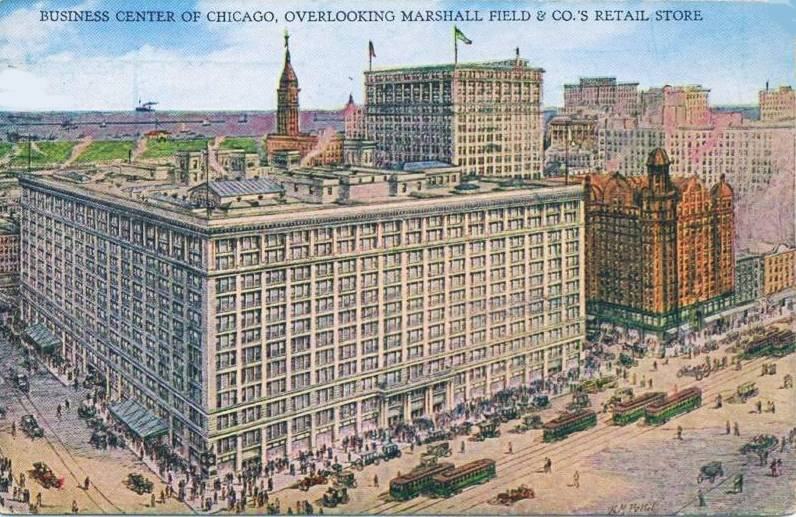 BUSINESS CENTER OF CHICAGO, OVERLOOKING MARSHALL FIELD & CO.'S RETAIL STORE